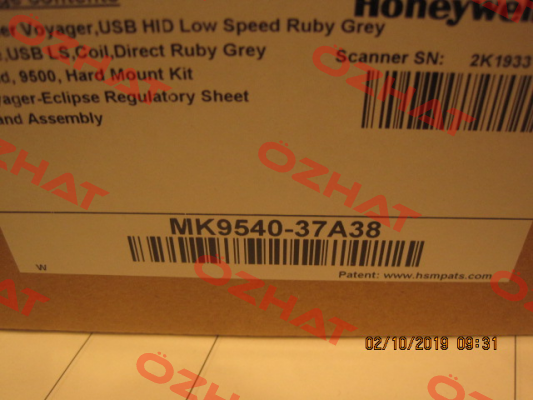 Honeywell
er Voyager,USB HID Low Speed Ruby Grey
,USB LS,Coil,Direct Ruby Grey
d, 9500, Hard Mount Kit
yager-Eclipse Regulatory Sheet
and Assembly
Scanner SN: 2K1933
MK9540-37A38
W
Patent: www.hsmpats.com
02/10/2019 09:31
ÖZHAT
ÖZHAT
ÖZHAT
ÖZHAT
ÖZHAT
ÖZHAT